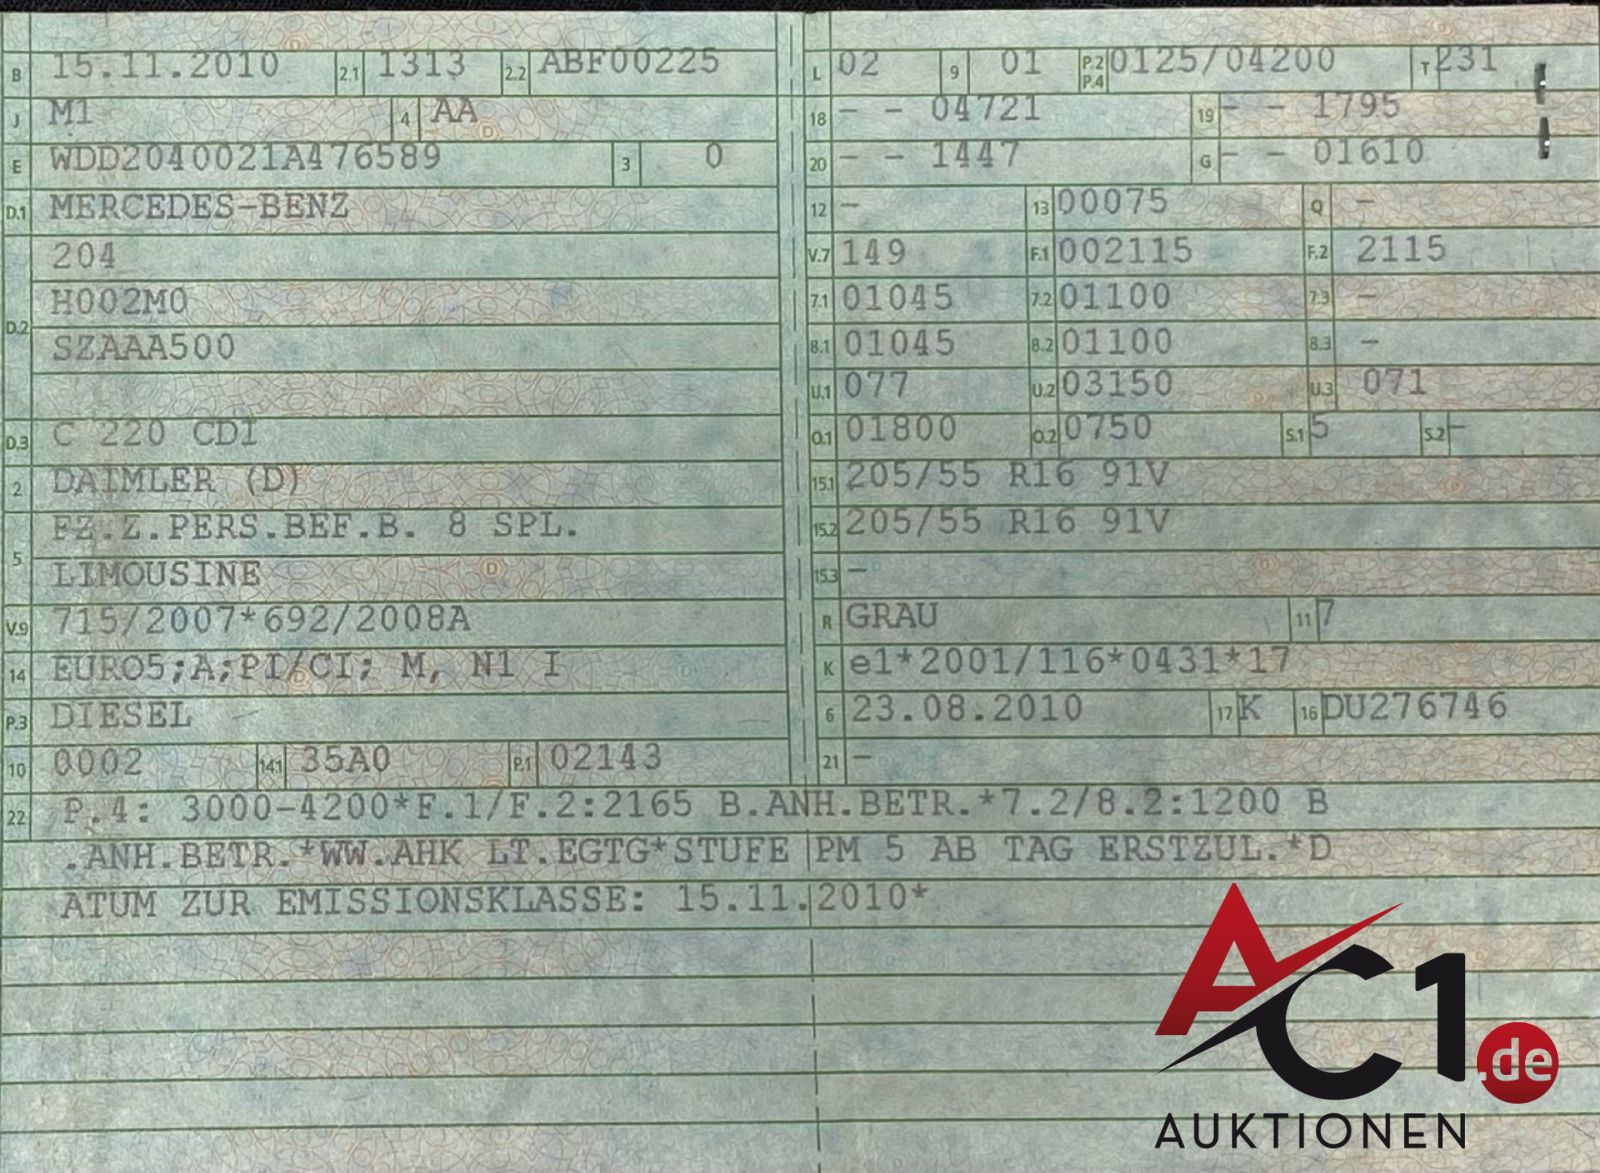 B 15.11.2010 2.1 1313 2.2 ABF00225
J M1 4 AA
E WDD2040021A476589 3 0
D.1 MERCEDES-BENZ
204
D.2 H002M0
SZAAA500
D.3 C 220 CDI
2 DAIMLER (D)
5 FZ.Z.PERS.BEF.B. 8 SPL.
LIMOUSINE
V.9 715/2007*692/2008A
14 EURO5;A;PI/CI; M, N1 I
P.3 DIESEL
10 0002 14.1 35A0 P.1 02143
L 02 9 01 P.2 P.4 0125/04200 T 231
18 - - 04721 19 - - 1795
20 - - 1447 G - - 01610
12 - 13 00075 Q -
V.7 149 F.1 002115 F.2 2115
7.1 01045 7.2 01100 7.3 -
8.1 01045 8.2 01100 8.3 -
U.1 077 U.2 03150 U.3 071
O.1 01800 O.2 0750 S.1 5 S.2 -
15.1 205/55 R16 91V
15.2 205/55 R16 91V
15.3 -
R GRAU 11 7
K e1*2001/116*0431*17
6 23.08.2010 17 K 16 DU276746
21 -
22 P.4: 3000-4200*F.1/F.2:2165 B.ANH.BETR.*7.2/8.2:1200 B
.ANH.BETR.*WW.AHK LT.EGTG*STUFE PM 5 AB TAG ERSTZUL.*D
ATUM ZUR EMISSIONSKLASSE: 15.11.2010*
AC1.de
AUKTIONEN